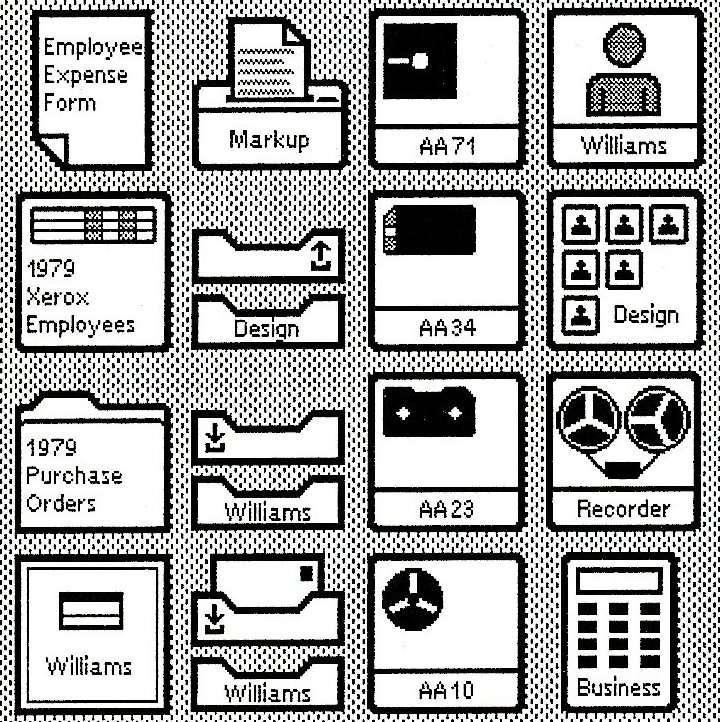 Employee
Expense
Form
Markup
AA71
Williams
1979
Xerox
Employees
Design
AA34
Design
1979
Purchase
Orders
Williams
AA23
Recorder
Williams
Williams
AA10
Business